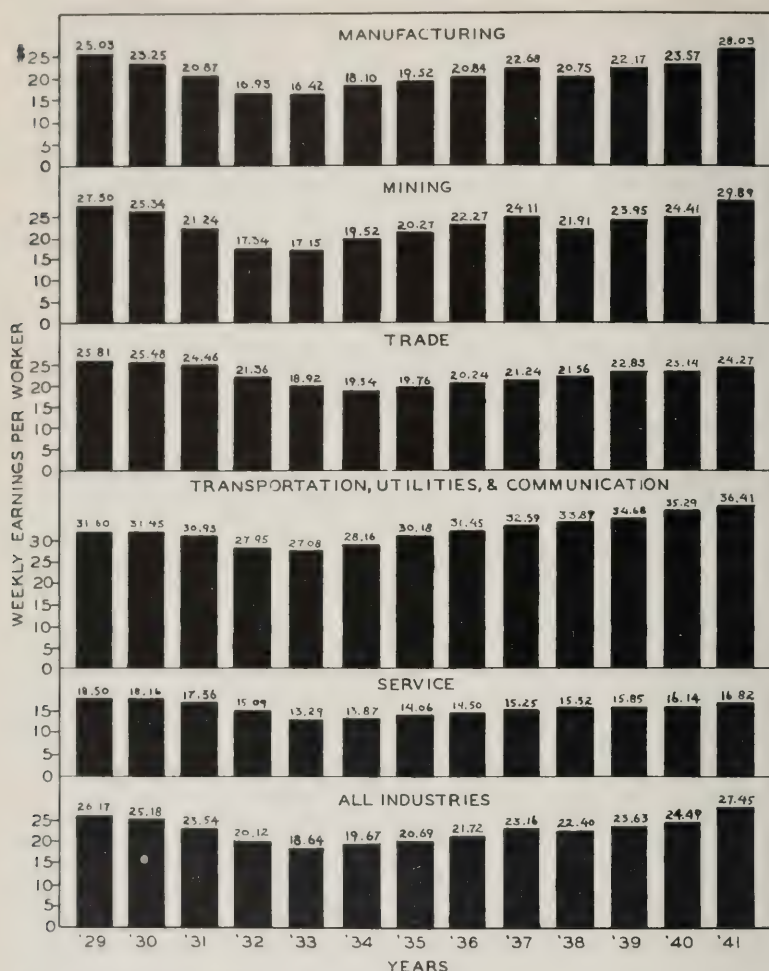 MANUFACTURING
25.03 23.25 20.87 16.93 16.42 18.10 19.52 20.84 22.68 20.75 22.17 23.57 28.03
$25
20
15
10
5
0
MINING
27.50 25.34 21.24 17.34 17.15 19.52 20.27 22.27 24.11 21.91 23.95 24.41 29.89
25
20
15
10
5
0
TRADE
25.81 25.48 24.46 21.36 18.92 19.34 19.76 20.24 21.24 21.56 22.83 23.14 24.27
25
20
15
10
5
0
TRANSPORTATION, UTILITIES, & COMMUNICATION
31.60 31.45 30.93 27.95 27.08 28.16 30.18 31.45 32.59 33.87 34.68 35.29 36.41
30
25
20
15
10
5
0
SERVICE
18.50 18.16 17.36 15.09 13.29 13.87 14.06 14.50 15.25 15.32 15.85 16.14 16.82
15
10
5
0
ALL INDUSTRIES
26.17 25.18 23.54 20.12 18.64 19.67 20.69 21.72 23.16 22.40 23.63 24.49 27.45
25
20
15
10
5
0
'29 '30 '31 '32 '33 '34 '35 '36 '37 '38 '39 '40 '41
YEARS
WEEKLY EARNINGS PER WORKER